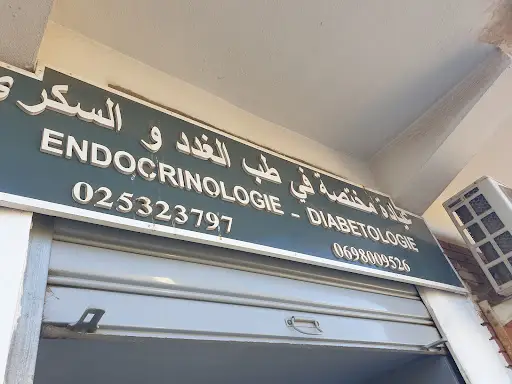 عيادة مختصة في طب الغدد و السكري
ENDOCRINOLOGIE - DIABETOLOGIE
025323797 0698009526